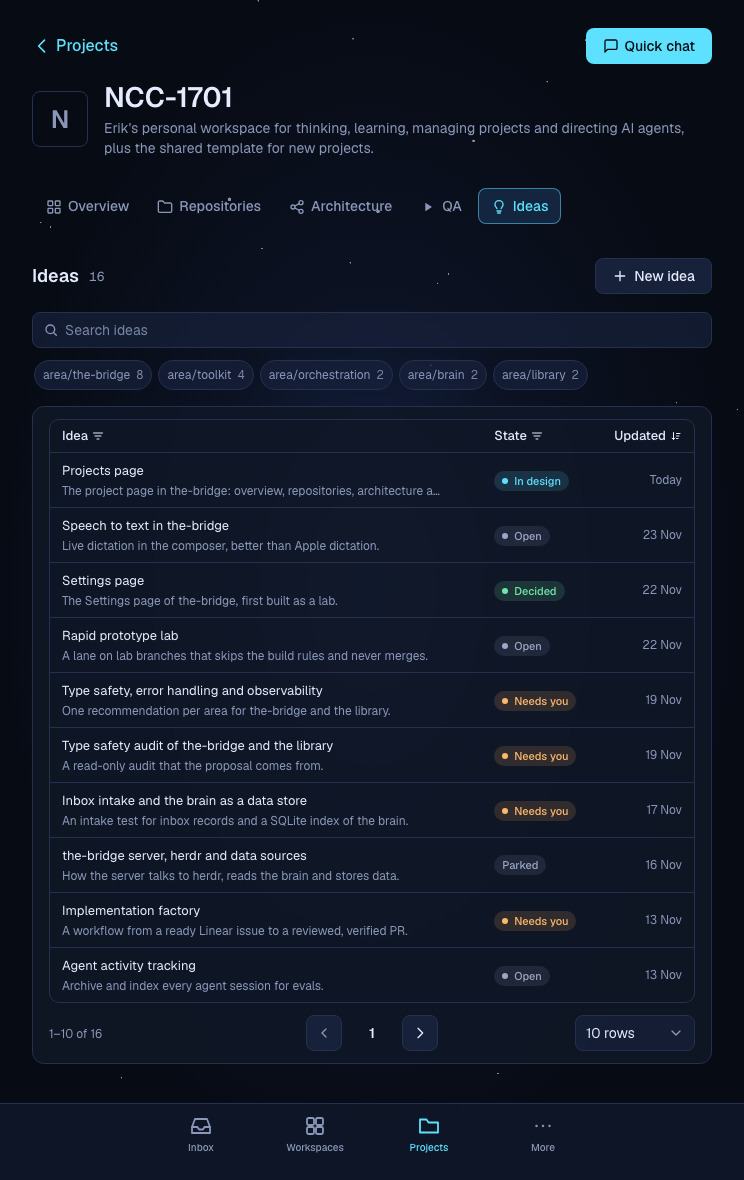 Projects
Quick chat
N
NCC-1701
Erik's personal workspace for thinking, learning, managing projects and directing AI agents,
plus the shared template for new projects.
Overview
Repositories
Architecture
QA
Ideas
Ideas 16
New idea
Search ideas
area/the-bridge 8
area/toolkit 4
area/orchestration 2
area/brain 2
area/library 2
Idea
State
Updated
Projects page
The project page in the-bridge: overview, repositories, architecture a...
In design
Today
Speech to text in the-bridge
Live dictation in the composer, better than Apple dictation.
Open
23 Nov
Settings page
The Settings page of the-bridge, first built as a lab.
Decided
22 Nov
Rapid prototype lab
A lane on lab branches that skips the build rules and never merges.
Open
22 Nov
Type safety, error handling and observability
One recommendation per area for the-bridge and the library.
Needs you
19 Nov
Type safety audit of the-bridge and the library
A read-only audit that the proposal comes from.
Needs you
19 Nov
Inbox intake and the brain as a data store
An intake test for inbox records and a SQLite index of the brain.
Needs you
17 Nov
the-bridge server, herdr and data sources
How the server talks to herdr, reads the brain and stores data.
Parked
16 Nov
Implementation factory
A workflow from a ready Linear issue to a reviewed, verified PR.
Needs you
13 Nov
Agent activity tracking
Archive and index every agent session for evals.
Open
13 Nov
1–10 of 16
1
10 rows
Inbox
Workspaces
Projects
More